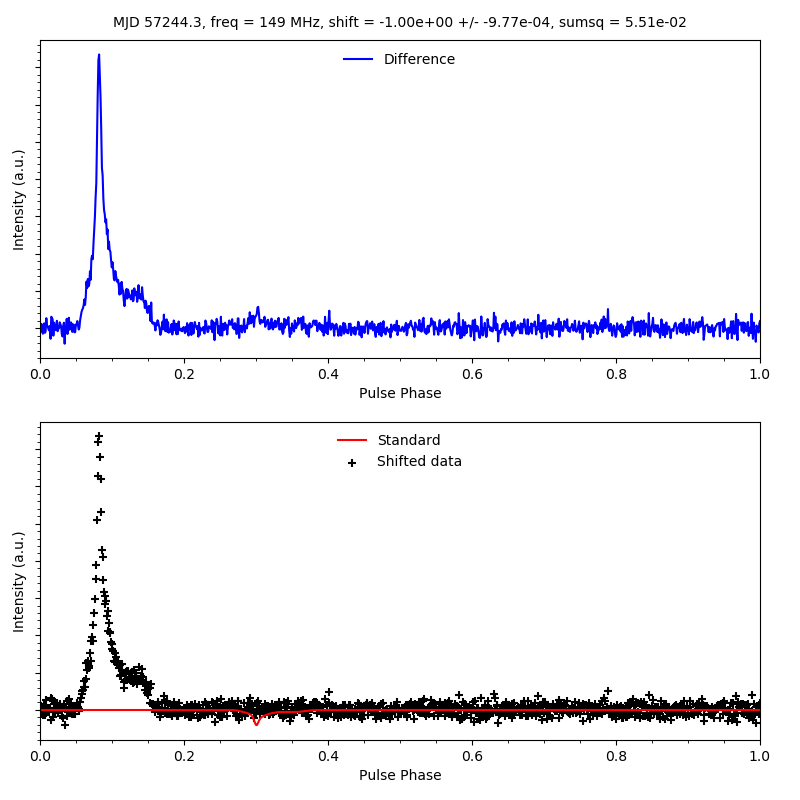 MJD 57244.3, freq = 149 MHz, shift = -1.00e+00 +/- -9.77e-04, sumsq = 5.51e-02
Difference
Intensity (a.u.)
0.0 0.2 0.4 0.6 0.8 1.0
Pulse Phase
Standard
Shifted data
Intensity (a.u.)
0.0 0.2 0.4 0.6 0.8 1.0
Pulse Phase